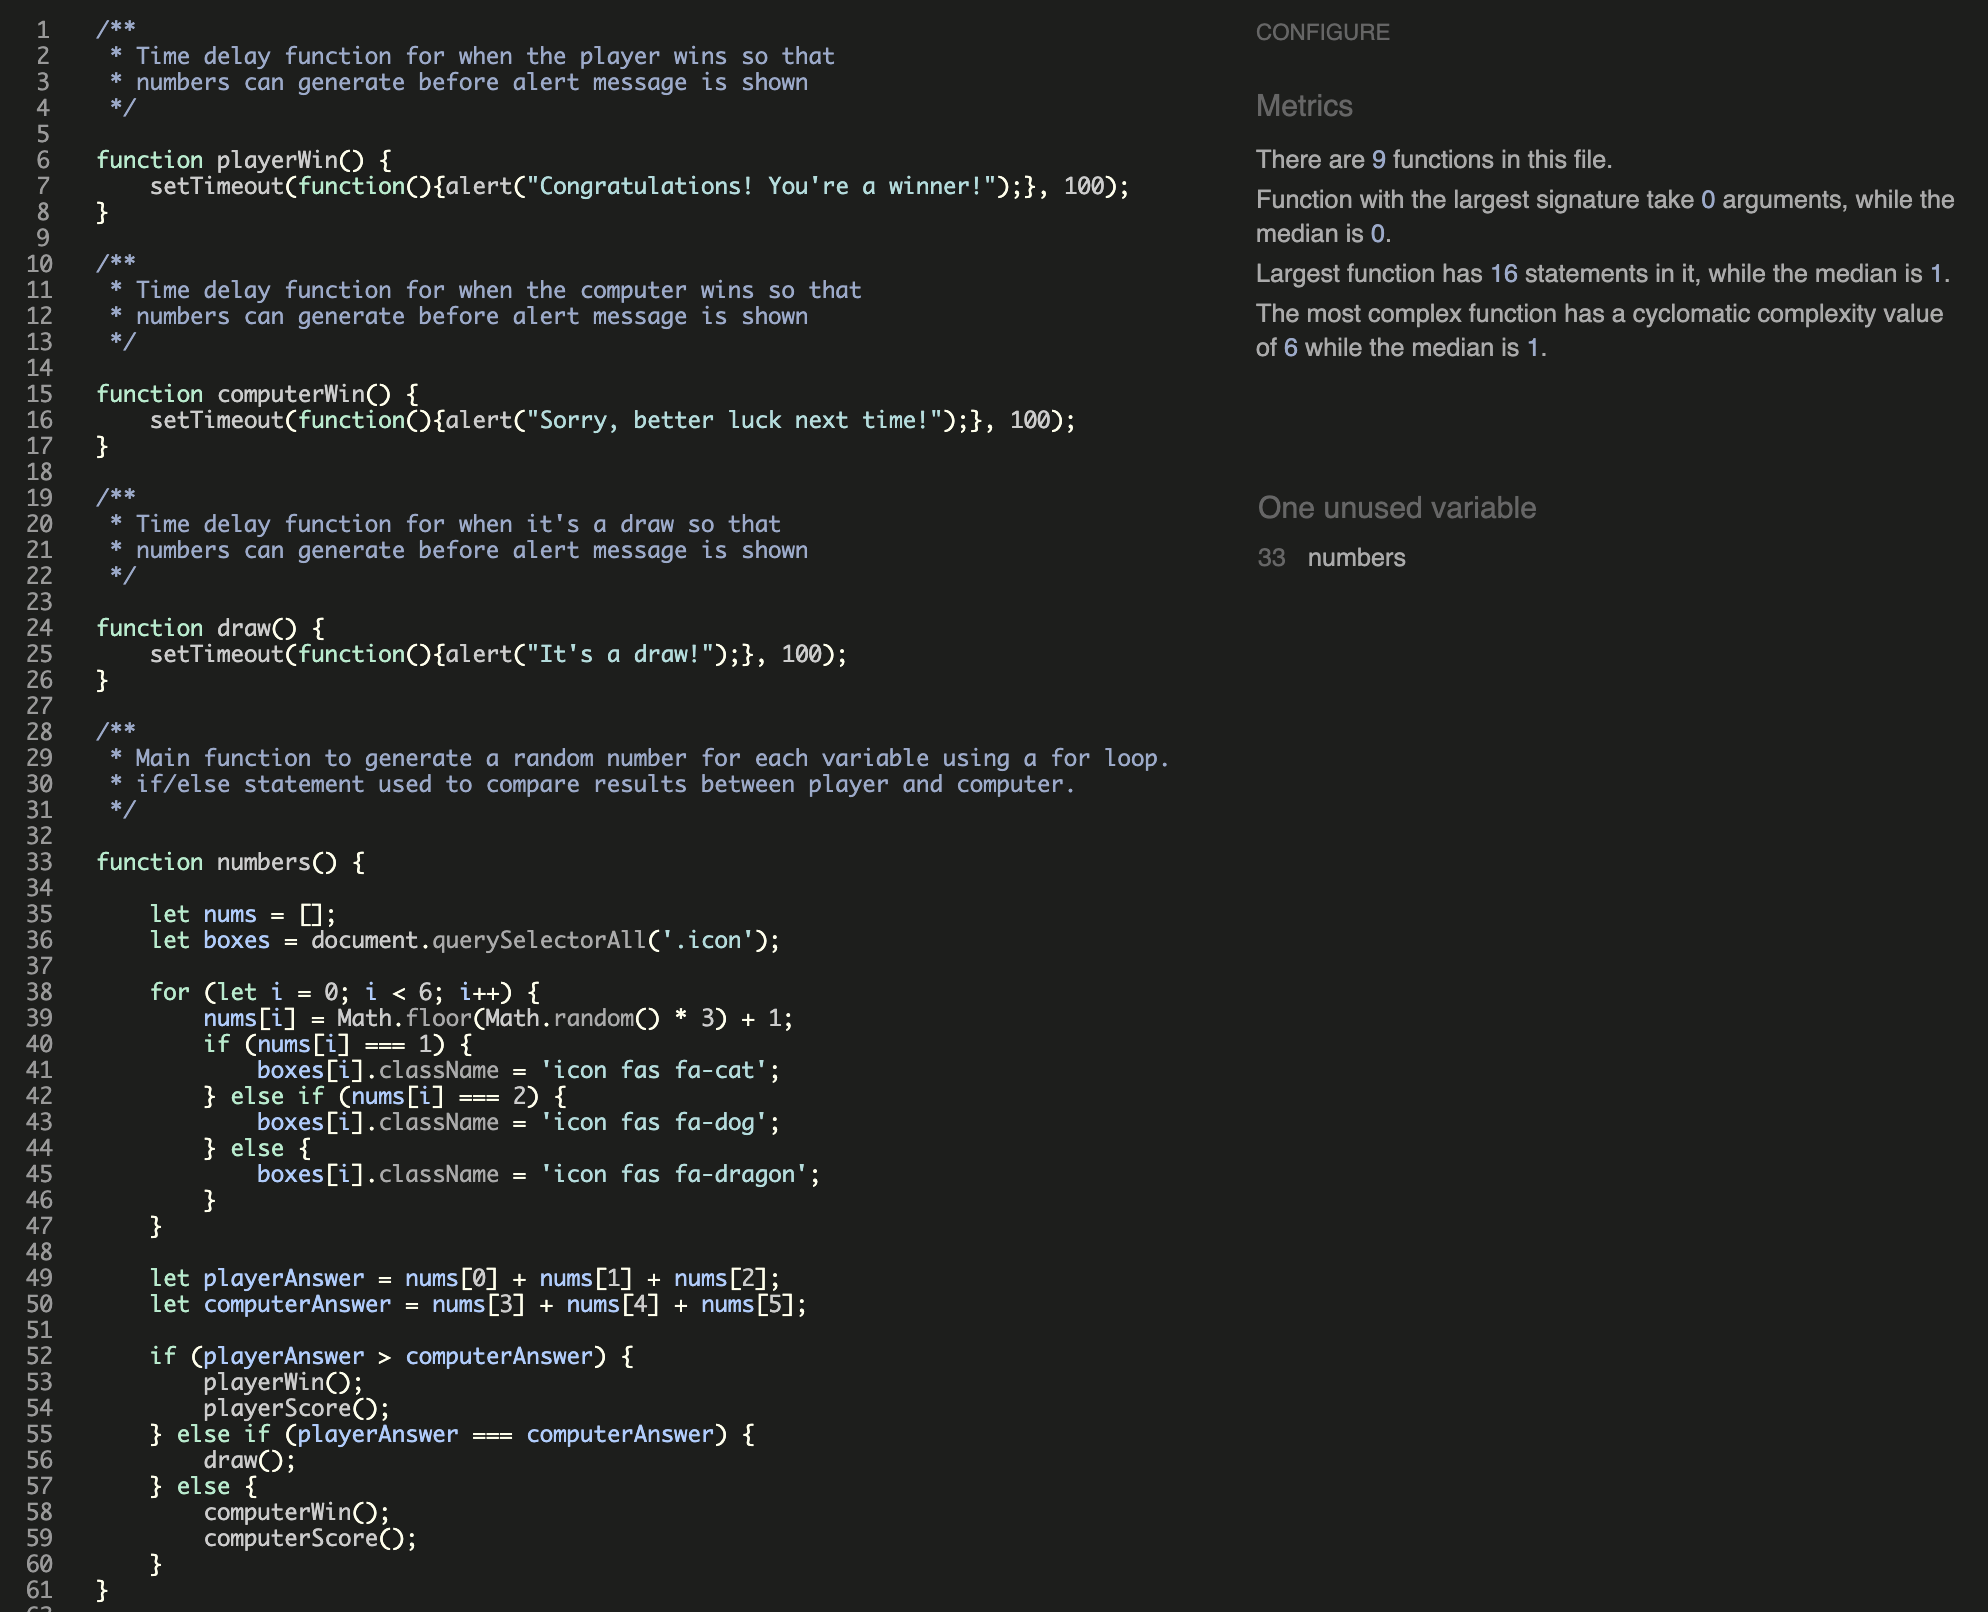 1 /**
2  * Time delay function for when the player wins so that
3  * numbers can generate before alert message is shown
4  */
5
6 function playerWin() {
7     setTimeout(function(){alert("Congratulations! You're a winner!");}, 100);
8 }
9
10 /**
11  * Time delay function for when the computer wins so that
12  * numbers can generate before alert message is shown
13  */
14
15 function computerWin() {
16     setTimeout(function(){alert("Sorry, better luck next time!");}, 100);
17 }
18
19 /**
20  * Time delay function for when it's a draw so that
21  * numbers can generate before alert message is shown
22  */
23
24 function draw() {
25     setTimeout(function(){alert("It's a draw!");}, 100);
26 }
27
28 /**
29  * Main function to generate a random number for each variable using a for loop.
30  * if/else statement used to compare results between player and computer.
31  */
32
33 function numbers() {
34
35     let nums = [];
36     let boxes = document.querySelectorAll('.icon');
37
38     for (let i = 0; i < 6; i++) {
39         nums[i] = Math.floor(Math.random() * 3) + 1;
40         if (nums[i] === 1) {
41             boxes[i].className = 'icon fas fa-cat';
42         } else if (nums[i] === 2) {
43             boxes[i].className = 'icon fas fa-dog';
44         } else {
45             boxes[i].className = 'icon fas fa-dragon';
46         }
47     }
48
49     let playerAnswer = nums[0] + nums[1] + nums[2];
50     let computerAnswer = nums[3] + nums[4] + nums[5];
51
52     if (playerAnswer > computerAnswer) {
53         playerWin();
54         playerScore();
55     } else if (playerAnswer === computerAnswer) {
56         draw();
57     } else {
58         computerWin();
59         computerScore();
60     }
61 }
CONFIGURE
Metrics
There are 9 functions in this file.
Function with the largest signature take 0 arguments, while the
median is 0.
Largest function has 16 statements in it, while the median is 1.
The most complex function has a cyclomatic complexity value
of 6 while the median is 1.
One unused variable
33 numbers